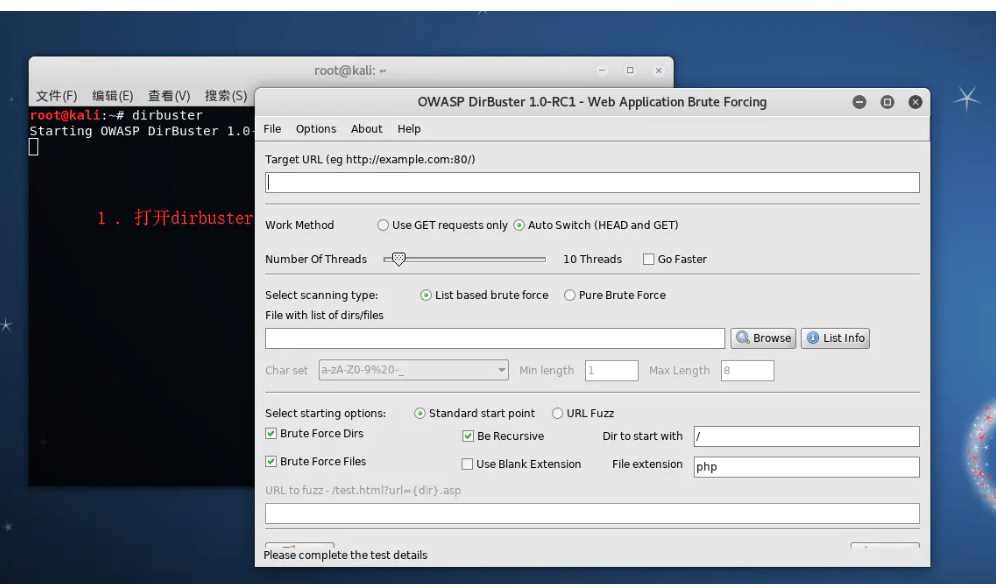 root@kali: ~
文件(F) 编辑(E) 查看(V) 搜索(S)
root@kali:~# dirbuster
Starting OWASP DirBuster 1.0-
1 . 打开dirbuster
OWASP DirBuster 1.0-RC1 - Web Application Brute Forcing
File Options About Help
Target URL (eg http://example.com:80/)
Work Method Use GET requests only Auto Switch (HEAD and GET)
Number Of Threads 10 Threads Go Faster
Select scanning type: List based brute force Pure Brute Force
File with list of dirs/files
Browse List Info
Char set a-zA-Z0-9%20-_ Min length 1 Max Length 8
Select starting options: Standard start point URL Fuzz
Brute Force Dirs Be Recursive Dir to start with /
Brute Force Files Use Blank Extension File extension php
URL to fuzz - /test.html?url={dir}.asp
Please complete the test details